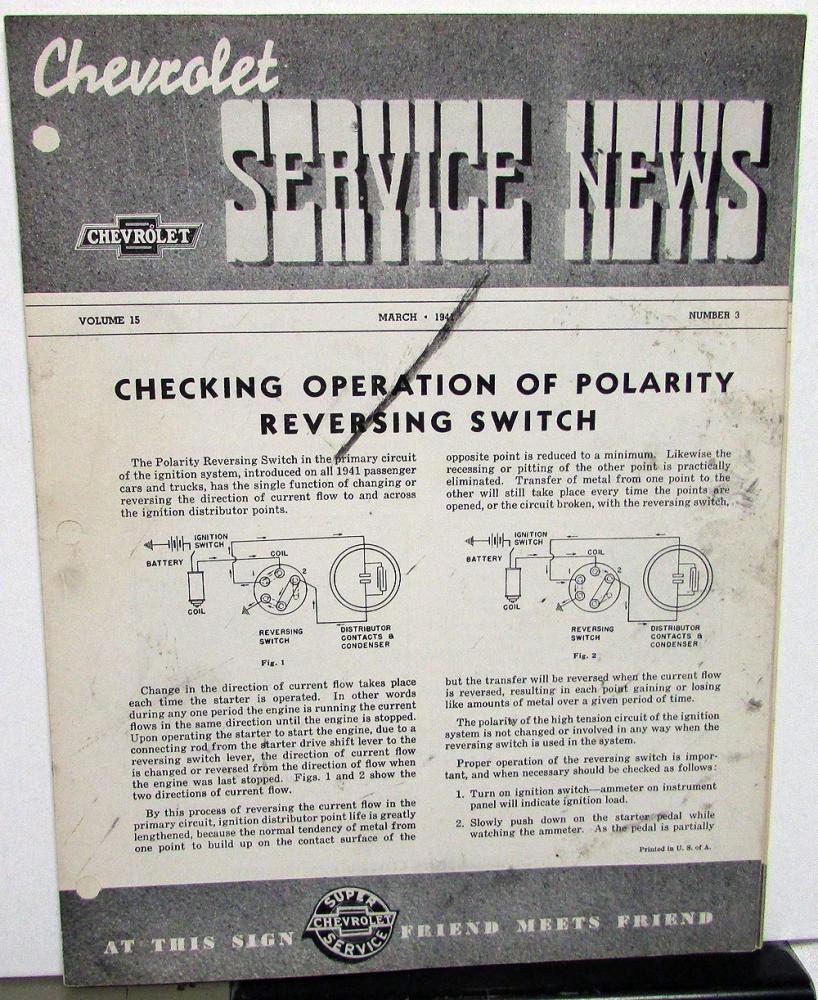 Chevrolet
SERVICE NEWS
CHEVROLET
VOLUME 15
MARCH • 1941
NUMBER 3
CHECKING OPERATION OF POLARITY
REVERSING SWITCH
The Polarity Reversing Switch in the primary circuit
of the ignition system, introduced on all 1941 passenger
cars and trucks, has the single function of changing or
reversing the direction of current flow to and across
the ignition distributor points.
IGNITION
SWITCH
BATTERY
COIL
COIL
1
2
REVERSING
SWITCH
DISTRIBUTOR
CONTACTS &
CONDENSER
Fig. 1
Change in the direction of current flow takes place
each time the starter is operated. In other words
during any one period the engine is running the current
flows in the same direction until the engine is stopped.
Upon operating the starter to start the engine, due to a
connecting rod from the starter drive shift lever to the
reversing switch lever, the direction of current flow
is changed or reversed from the direction of flow when
the engine was last stopped. Figs. 1 and 2 show the
two directions of current flow.
By this process of reversing the current flow in the
primary circuit, ignition distributor point life is greatly
lengthened, because the normal tendency of metal from
one point to build up on the contact surface of the
opposite point is reduced to a minimum. Likewise the
recessing or pitting of the other point is practically
eliminated. Transfer of metal from one point to the
other will still take place every time the points are
opened, or the circuit broken, with the reversing switch,
IGNITION
SWITCH
BATTERY
COIL
COIL
1
2
REVERSING
SWITCH
DISTRIBUTOR
CONTACTS &
CONDENSER
Fig. 2
but the transfer will be reversed when the current flow
is reversed, resulting in each point gaining or losing
like amounts of metal over a given period of time.
The polarity of the high tension circuit of the ignition
system is not changed or involved in any way when the
reversing switch is used in the system.
Proper operation of the reversing switch is impor-
tant, and when necessary should be checked as follows:
1. Turn on ignition switch—ammeter on instrument
panel will indicate ignition load.
2. Slowly push down on the starter pedal while
watching the ammeter. As the pedal is partially
Printed in U. S. of A.
AT THIS SIGN
SUPER
CHEVROLET
SERVICE
FRIEND MEETS FRIEND